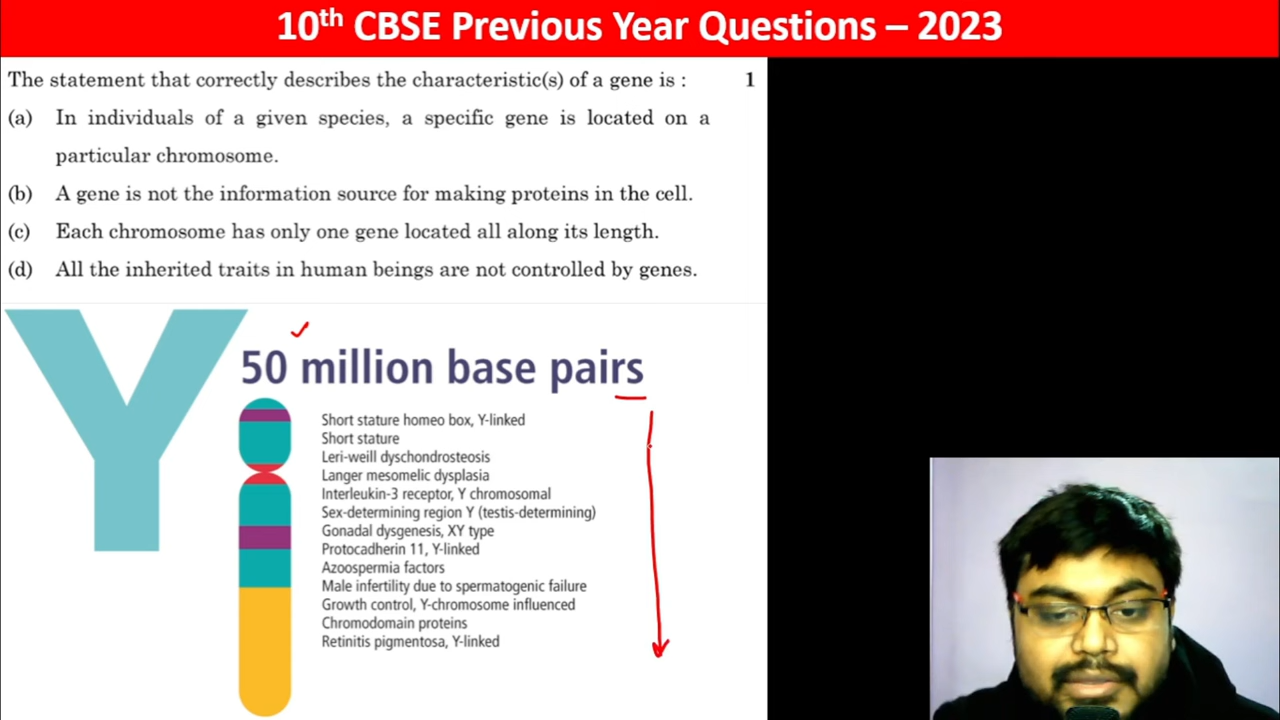 10th CBSE Previous Year Questions – 2023
The statement that correctly describes the characteristic(s) of a gene is : 1
(a) In individuals of a given species, a specific gene is located on a
particular chromosome.
(b) A gene is not the information source for making proteins in the cell.
(c) Each chromosome has only one gene located all along its length.
(d) All the inherited traits in human beings are not controlled by genes.
Y
50 million base pairs
Short stature homeo box, Y-linked
Short stature
Leri-weill dyschondrosteosis
Langer mesomelic dysplasia
Interleukin-3 receptor, Y chromosomal
Sex-determining region Y (testis-determining)
Gonadal dysgenesis, XY type
Protocadherin 11, Y-linked
Azoospermia factors
Male infertility due to spermatogenic failure
Growth control, Y-chromosome influenced
Chromodomain proteins
Retinitis pigmentosa, Y-linked